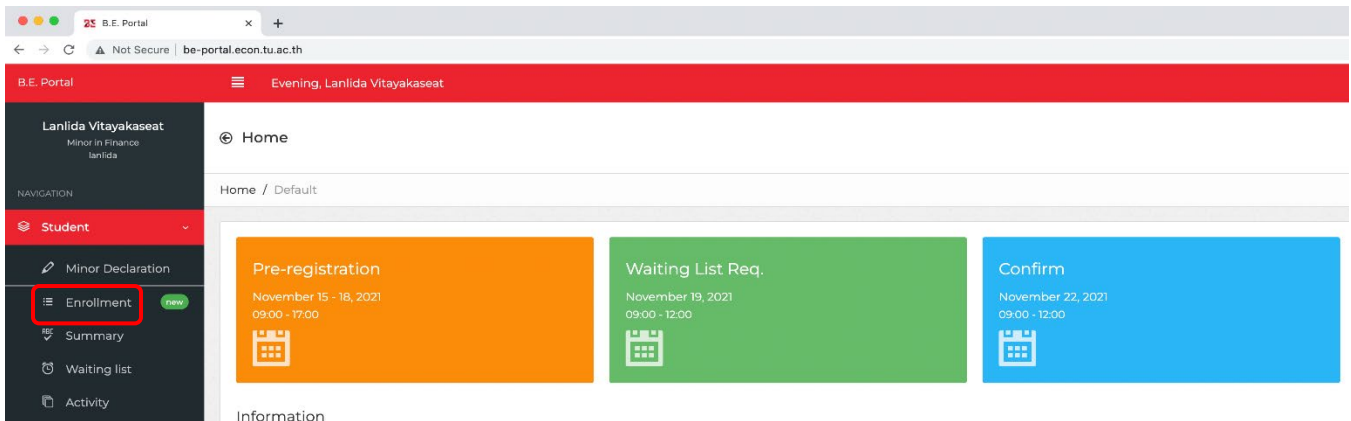 B.E. Portal
Not Secure | be-portal.econ.tu.ac.th
B.E. Portal
Evening, Lanlida Vitayakaseat
Lanlida Vitayakaseat
Minor in Finance
lanlida
NAVIGATION
Student
Minor Declaration
Enrollment new
Summary
Waiting list
Activity
Home
Home / Default
Pre-registration
November 15 - 18, 2021
09:00 - 17:00
Waiting List Req.
November 19, 2021
09:00 - 12:00
Confirm
November 22, 2021
09:00 - 12:00
Information